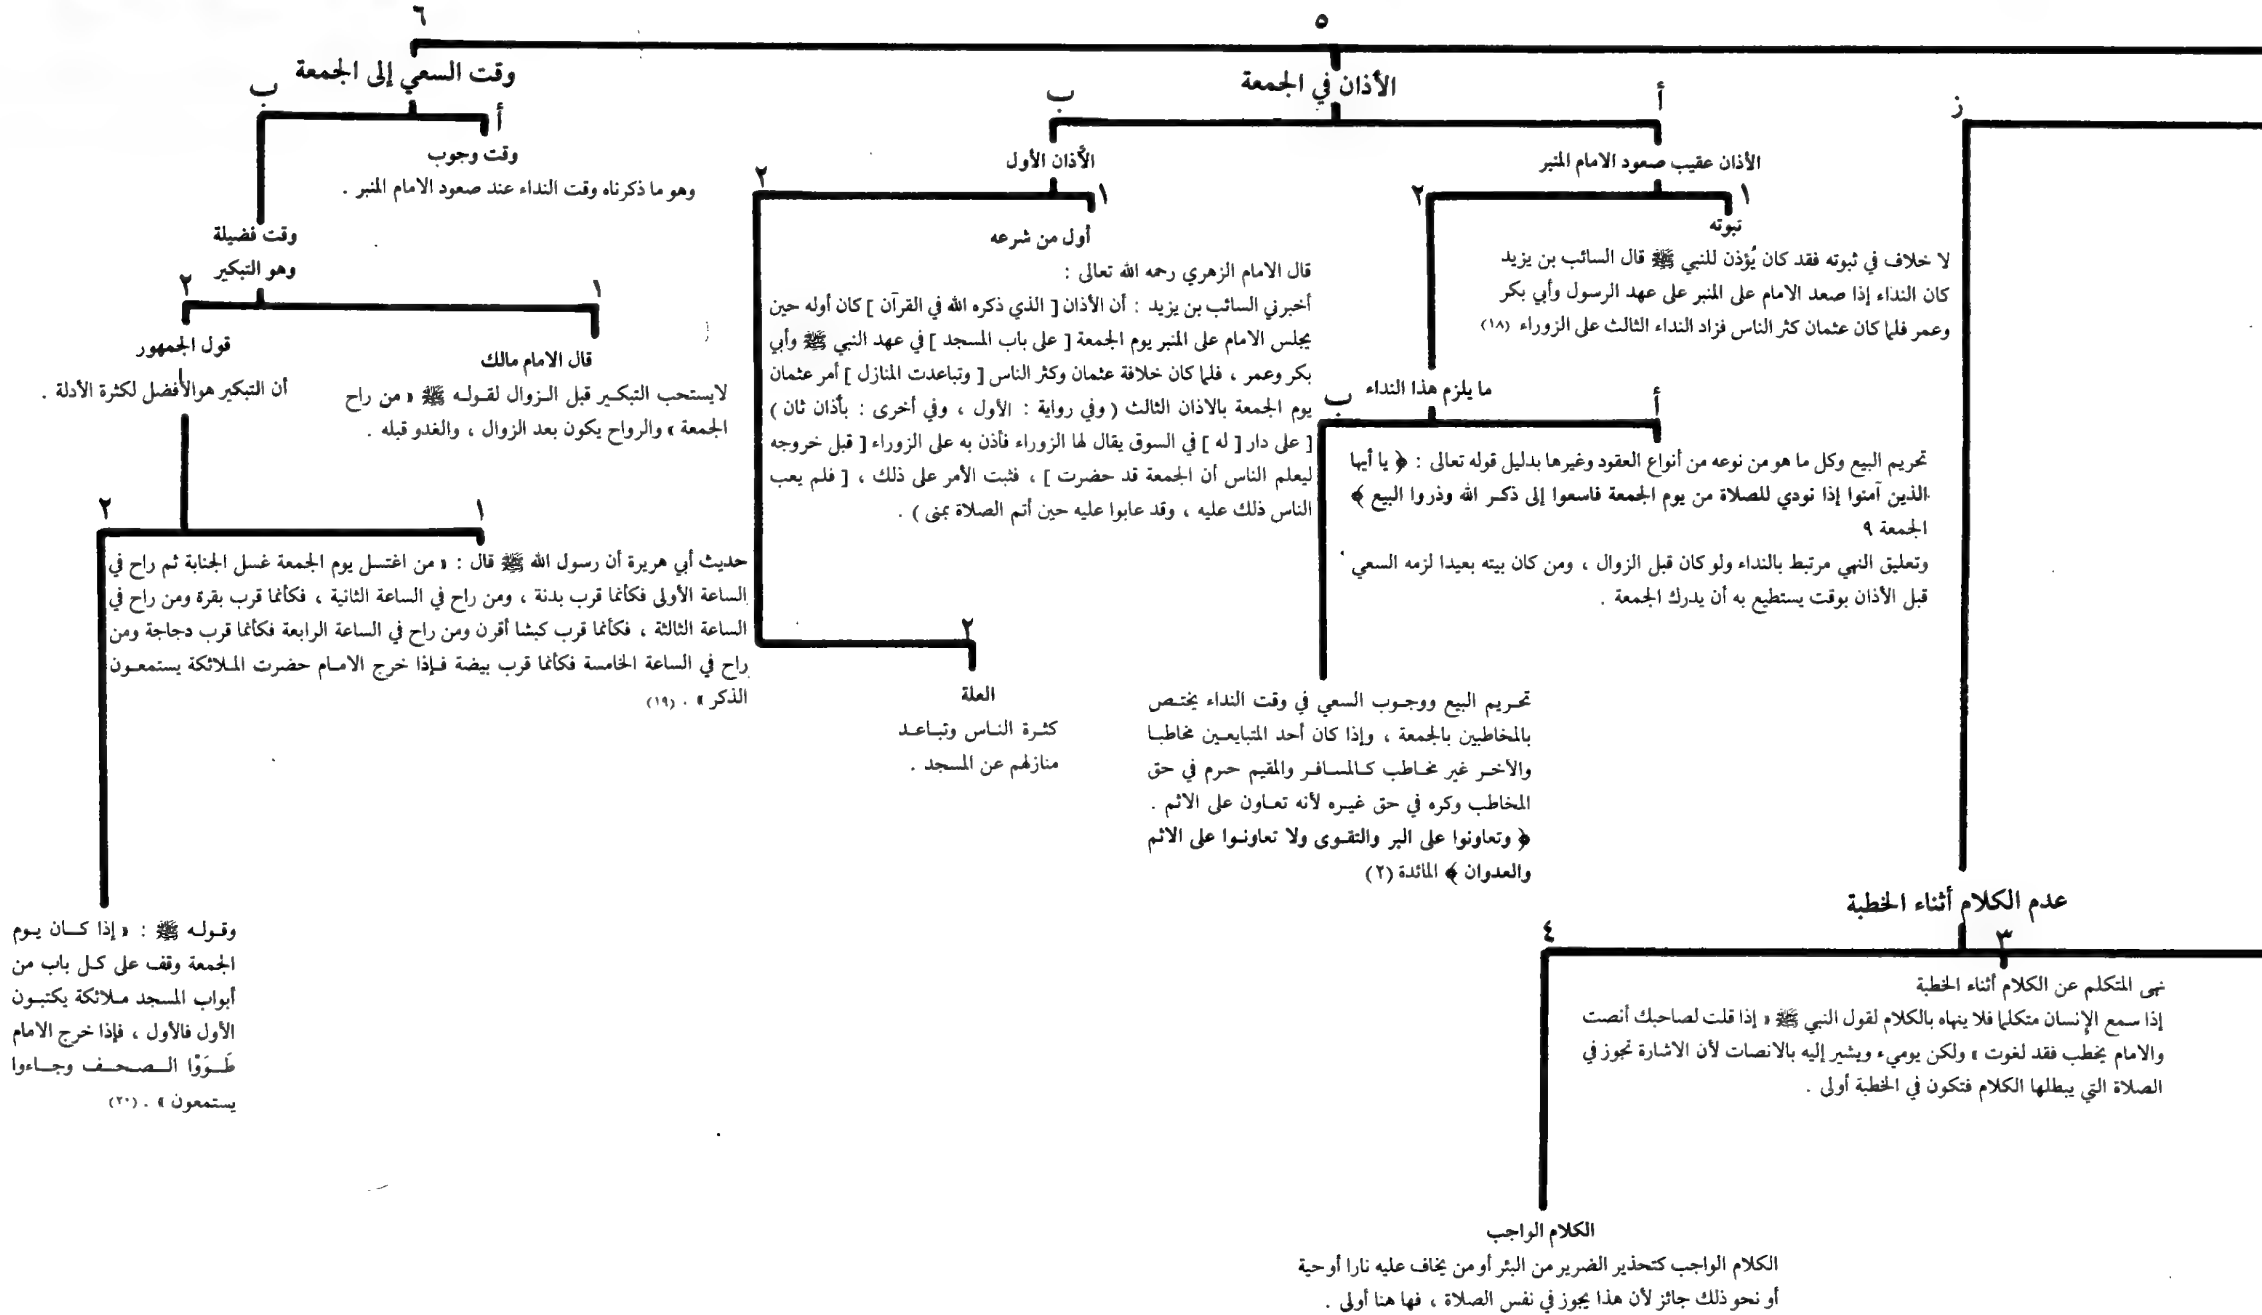 ٥
٦
الأذان في الجمعة
وقت السعي إلى الجمعة
ز
عدم الكلام أثناء الخطبة
٣
نهى المتكلم عن الكلام أثناء الخطبة
إذا سمع الإنسان متكلما فلا ينهاه بالكلام لقول النبي ﷺ « إذا قلت لصاحبك أنصت
والامام يخطب فقد لغوت » ولكن يوميء ويشير إليه بالانصات لأن الاشارة تجوز في
الصلاة التي يبطلها الكلام فتكون في الخطبة أولى .
٤
الكلام الواجب
الكلام الواجب كتحذير الضرير من البئر أو من يخاف عليه نارا أو حية
أو نحو ذلك جائز لأن هذا يجوز في نفس الصلاة ، فها هنا أولى .
أ
الأذان عقيب صعود الامام المنبر
١
ثبوته
لا خلاف في ثبوته فقد كان يُؤذن للنبي ﷺ قال السائب بن يزيد
كان النداء إذا صعد الامام على المنبر على عهد الرسول وأبي بكر
وعمر فلما كان عثمان كثر الناس فزاد النداء الثالث على الزوراء (١٨)
٢
ما يلزم هذا النداء
أ
تحريم البيع وكل ما هو من نوعه من أنواع العقود وغيرها بدليل قوله تعالى : ﴿ يا أيها
الذين آمنوا إذا نودي للصلاة من يوم الجمعة فاسعوا إلى ذكر الله وذروا البيع ﴾
الجمعة ٩
وتعليق النهي مرتبط بالنداء ولو كان قبل الزوال ، ومن كان بيته بعيدا لزمه السعي
قبل الأذان بوقت يستطيع به أن يدرك الجمعة .
ب
تحريم البيع ووجوب السعي في وقت النداء يختص
بالمخاطبين بالجمعة ، وإذا كان أحد المتبايعين مخاطبا
والآخر غير مخاطب كالمسافر والمقيم حرم في حق
المخاطب وكره في حق غيره لأنه تعاون على الاثم .
﴿ وتعاونوا على البر والتقوى ولا تعاونوا على الاثم
والعدوان ﴾ المائدة (٢)
ب
الآذان الأول
١
أول من شرعه
قال الامام الزهري رحمه الله تعالى :
أخبرني السائب بن يزيد : أن الأذان [ الذي ذكره الله في القرآن ] كان أوله حين
يجلس الامام على المنبر يوم الجمعة [ على باب المسجد ] في عهد النبي ﷺ وأبي
بكر وعمر ، فلما كان خلافة عثمان وكثر الناس [ وتباعدت المنازل ] أمر عثمان
يوم الجمعة بالاذان الثالث ( وفي رواية : الأول ، وفي أخرى : بأذان ثان )
[ على دار [ له ] في السوق يقال لها الزوراء فأذن به على الزوراء [ قبل خروجه
ليعلم الناس أن الجمعة قد حضرت ] ، فثبت الأمر على ذلك ، [ فلم يعب
الناس ذلك عليه ، وقد عابوا عليه حين أتم الصلاة بمنى ) .
٢
٢
العلة
كثرة الناس وتباعد
منازلهم عن المسجد .
أ
وقت وجوب
وهو ما ذكرناه وقت النداء عند صعود الامام المنبر .
ب
وقت فضيلة
وهو التبكير
١
قال الامام مالك
لايستحب التبكير قبل الزوال لقوله ﷺ « من راح
الجمعة » والرواح يكون بعد الزوال ، والغدو قبله .
٢
قول الجمهور
أن التبكير هو الأفضل لكثرة الأدلة .
١
حديث أبي هريرة أن رسول الله ﷺ قال : « من اغتسل يوم الجمعة غسل الجنابة ثم راح في
الساعة الأولى فكأنما قرب بدنة ، ومن راح في الساعة الثانية ، فكأنما قرب بقرة ومن راح في
الساعة الثالثة ، فكأنما قرب كبشا أقرن ومن راح في الساعة الرابعة فكأنما قرب دجاجة ومن
راح في الساعة الخامسة فكأنما قرب بيضة فإذا خرج الامام حضرت الملائكة يستمعون
الذكر » . (١٩)
٢
وقوله ﷺ : « إذا كان يوم
الجمعة وقف على كل باب من
أبواب المسجد ملائكة يكتبون
الأول فالأول ، فإذا خرج الامام
طَوَوْا الصحف وجاءوا
يستمعون » . (٢٠)